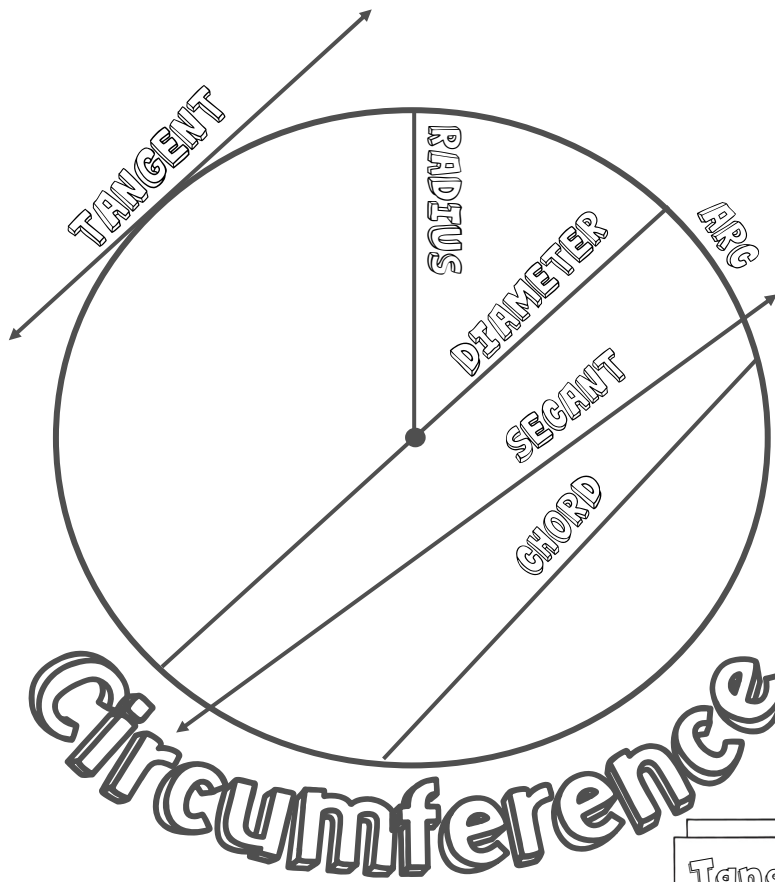 TANGENT
RADIUS
ARC
DIAMETER
SECANT
CHORD
Circumference